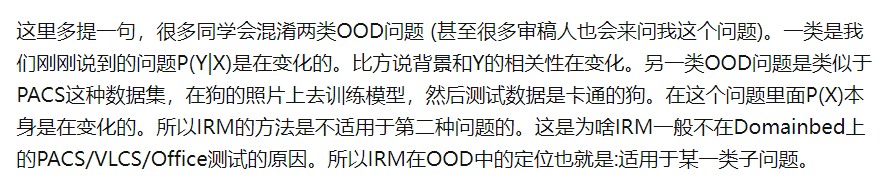 这里多提一句，很多同学会混淆两类OOD问题 (甚至很多审稿人也会来问我这个问题)。一类是我
们刚刚说到的问题P(Y|X)是在变化的。比方说背景和Y的相关性在变化。另一类OOD问题是类似于
PACS这种数据集，在狗的照片上去训练模型，然后测试数据是卡通的狗。在这个问题里面P(X)本
身是在变化的。所以IRM的方法是不适用于第二种问题的。这是为啥IRM一般不在Domainbed上
的PACS/VLCS/Office测试的原因。所以IRM在OOD中的定位也就是:适用于某一类子问题。